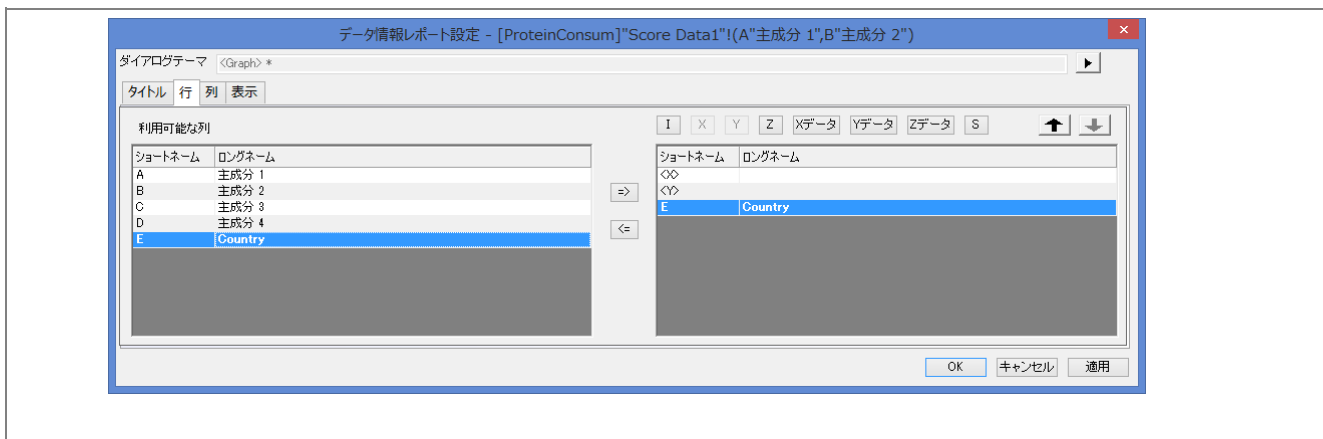 データ情報レポート設定 - [ProteinConsum]"Score Data1"!(A"主成分 1",B"主成分 2")
×
ダイアログテーマ <Graph> *
タイトル 行 列 表示
利用可能な列
I X Y Z Xデータ Yデータ Zデータ S
ショートネーム ロングネーム
A 主成分 1
B 主成分 2
C 主成分 3
D 主成分 4
E Country
=>
<=
ショートネーム ロングネーム
<X>
<Y>
E Country
OK キャンセル 適用